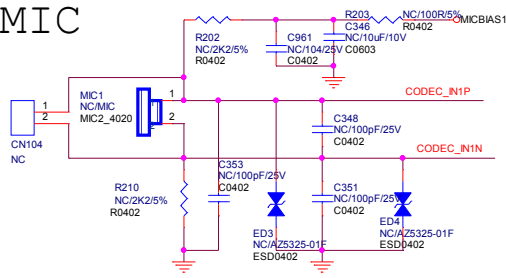 MIC
R203
NC/100R/5%
R0402
MICBIAS1
C346
NC/10uF/10V
C0603
R202
NC/2K2/5%
R0402
C961
NC/104/25V
C0402
MIC1
NC/MIC
MIC2_4020
1
2
1
2
CN104
NC
CODEC_IN1P
C348
NC/100pF/25V
C0402
CODEC_IN1N
C353
NC/100pF/25V
C0402
R210
NC/2K2/5%
R0402
C351
NC/100pF/25V
C0402
ED3
NC/AZ5325-01F
ESD0402
ED4
NC/AZ5325-01F
ESD0402